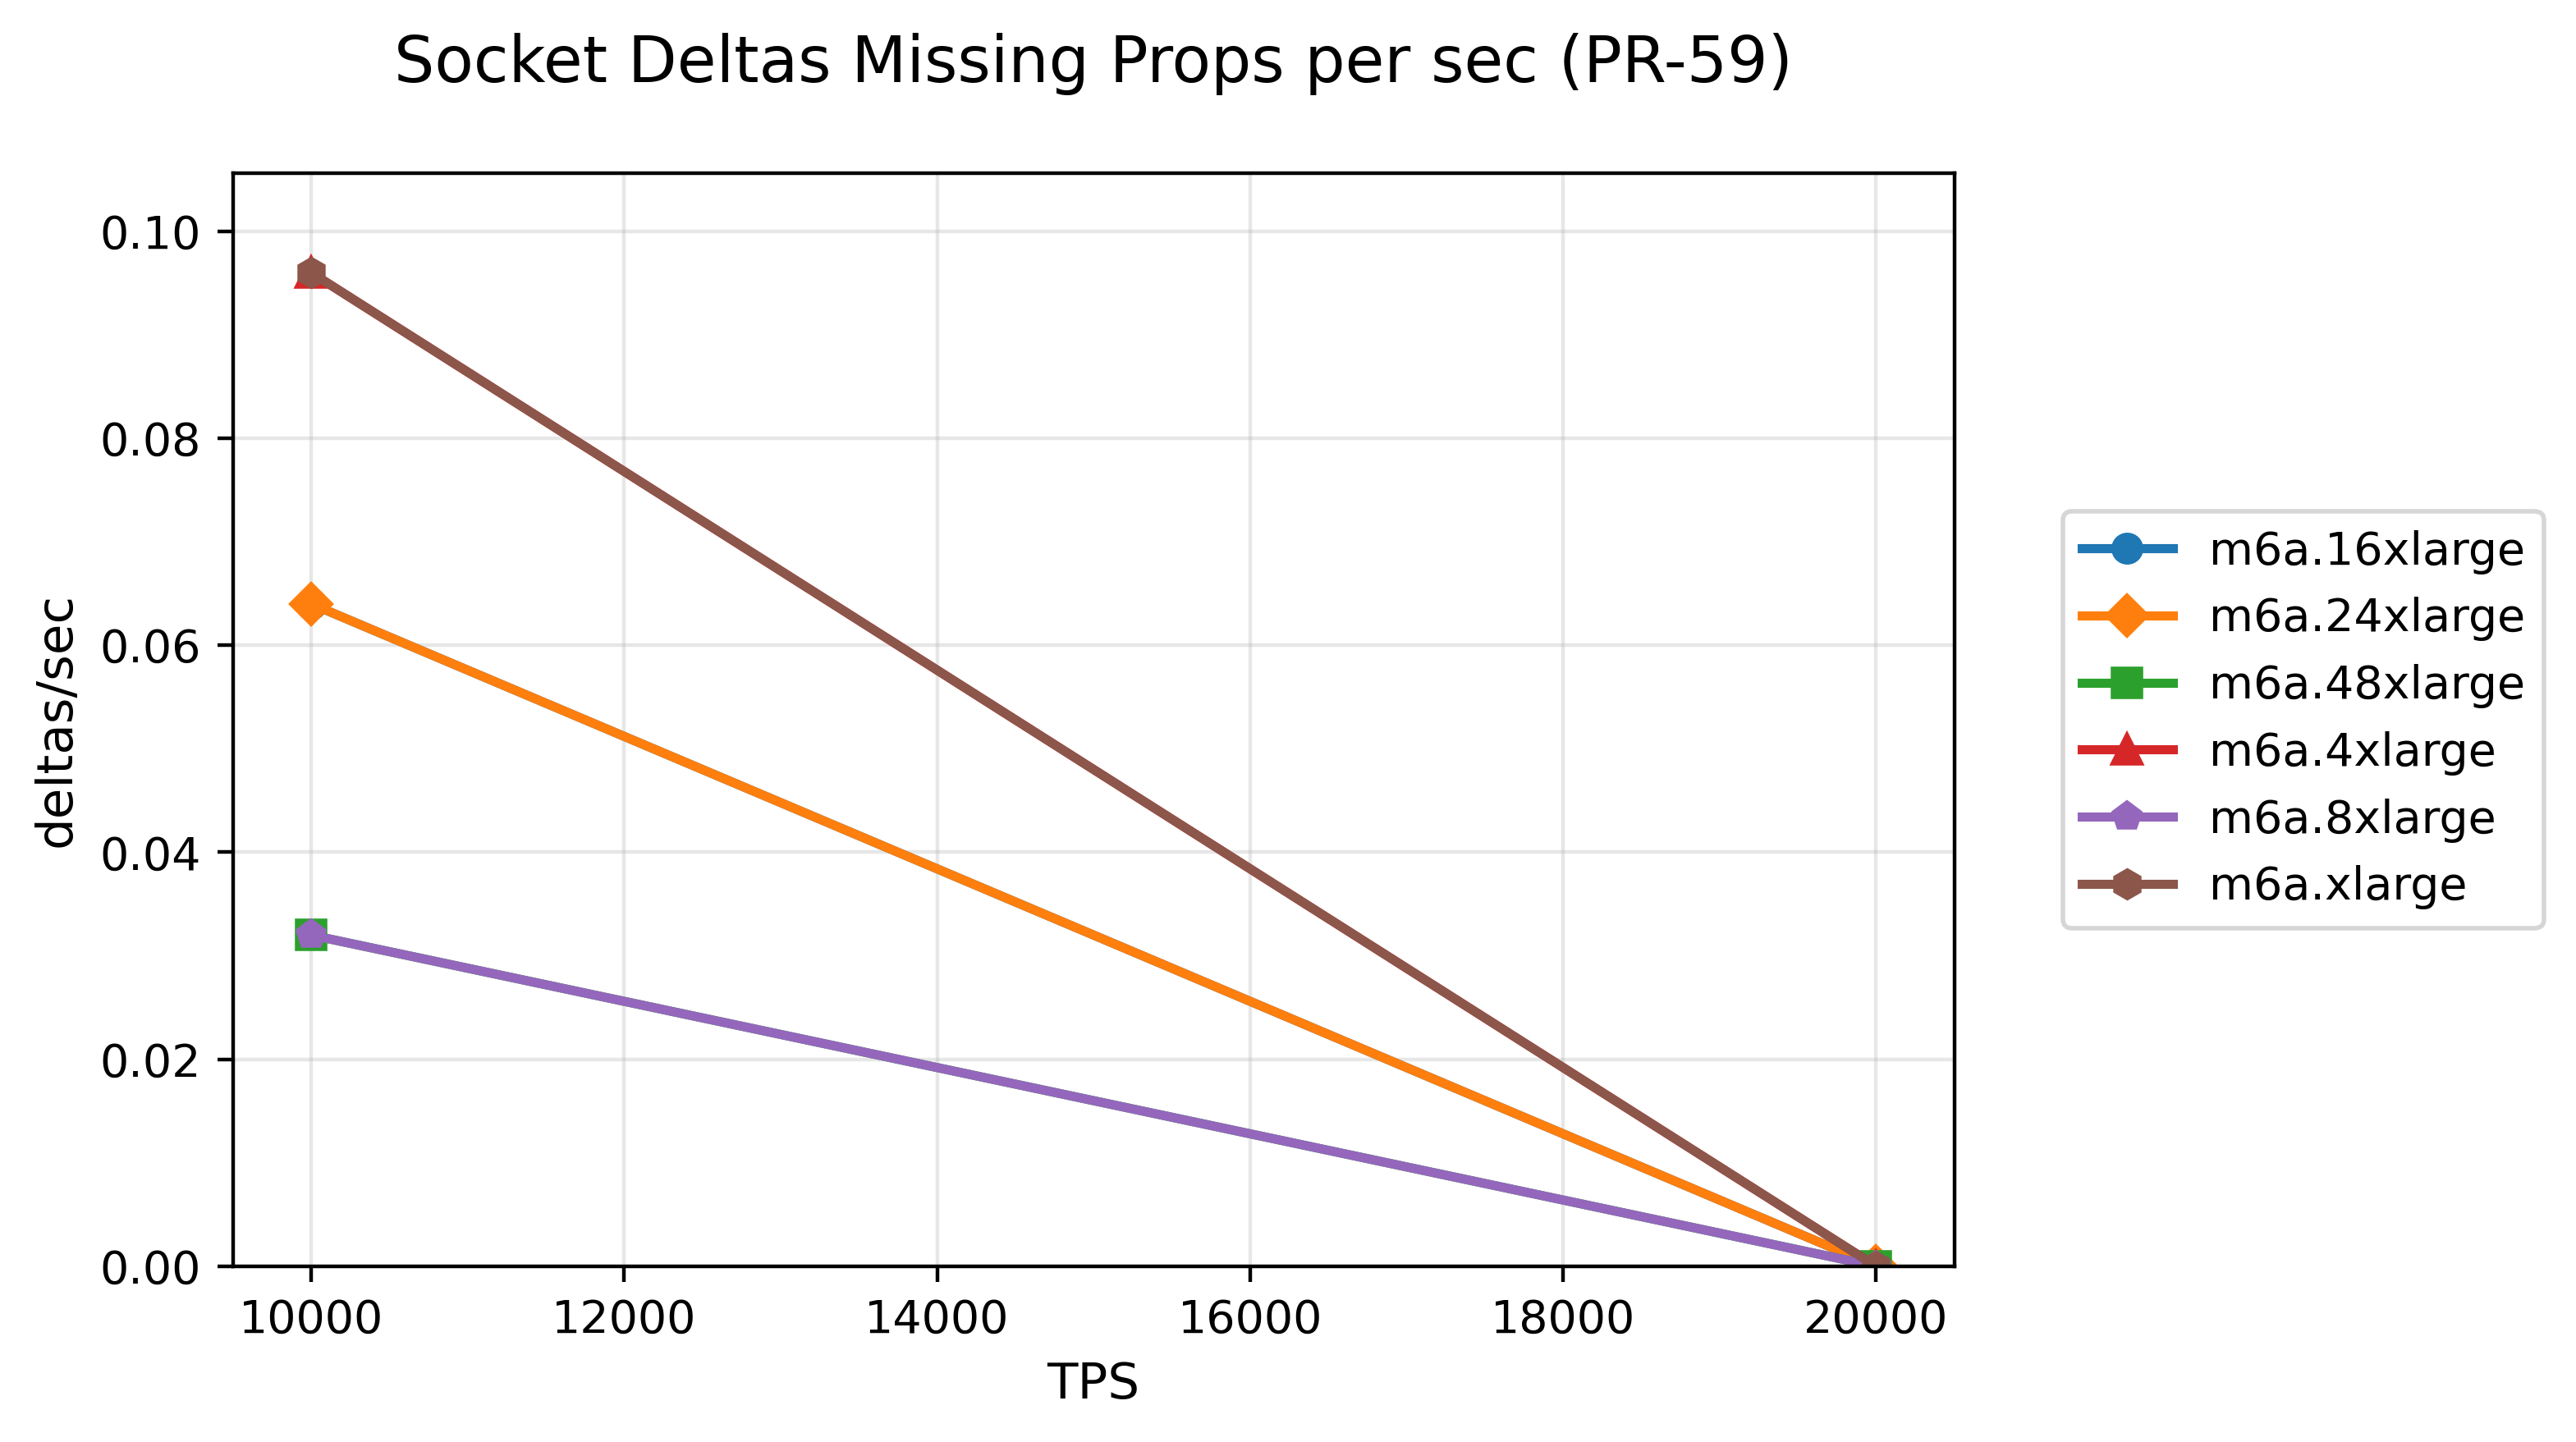 Socket Deltas Missing Props per sec (PR-59)
deltas/sec
0.10
0.08
0.06
0.04
0.02
0.00
10000 12000 14000 16000 18000 20000
TPS
m6a.16xlarge
m6a.24xlarge
m6a.48xlarge
m6a.4xlarge
m6a.8xlarge
m6a.xlarge